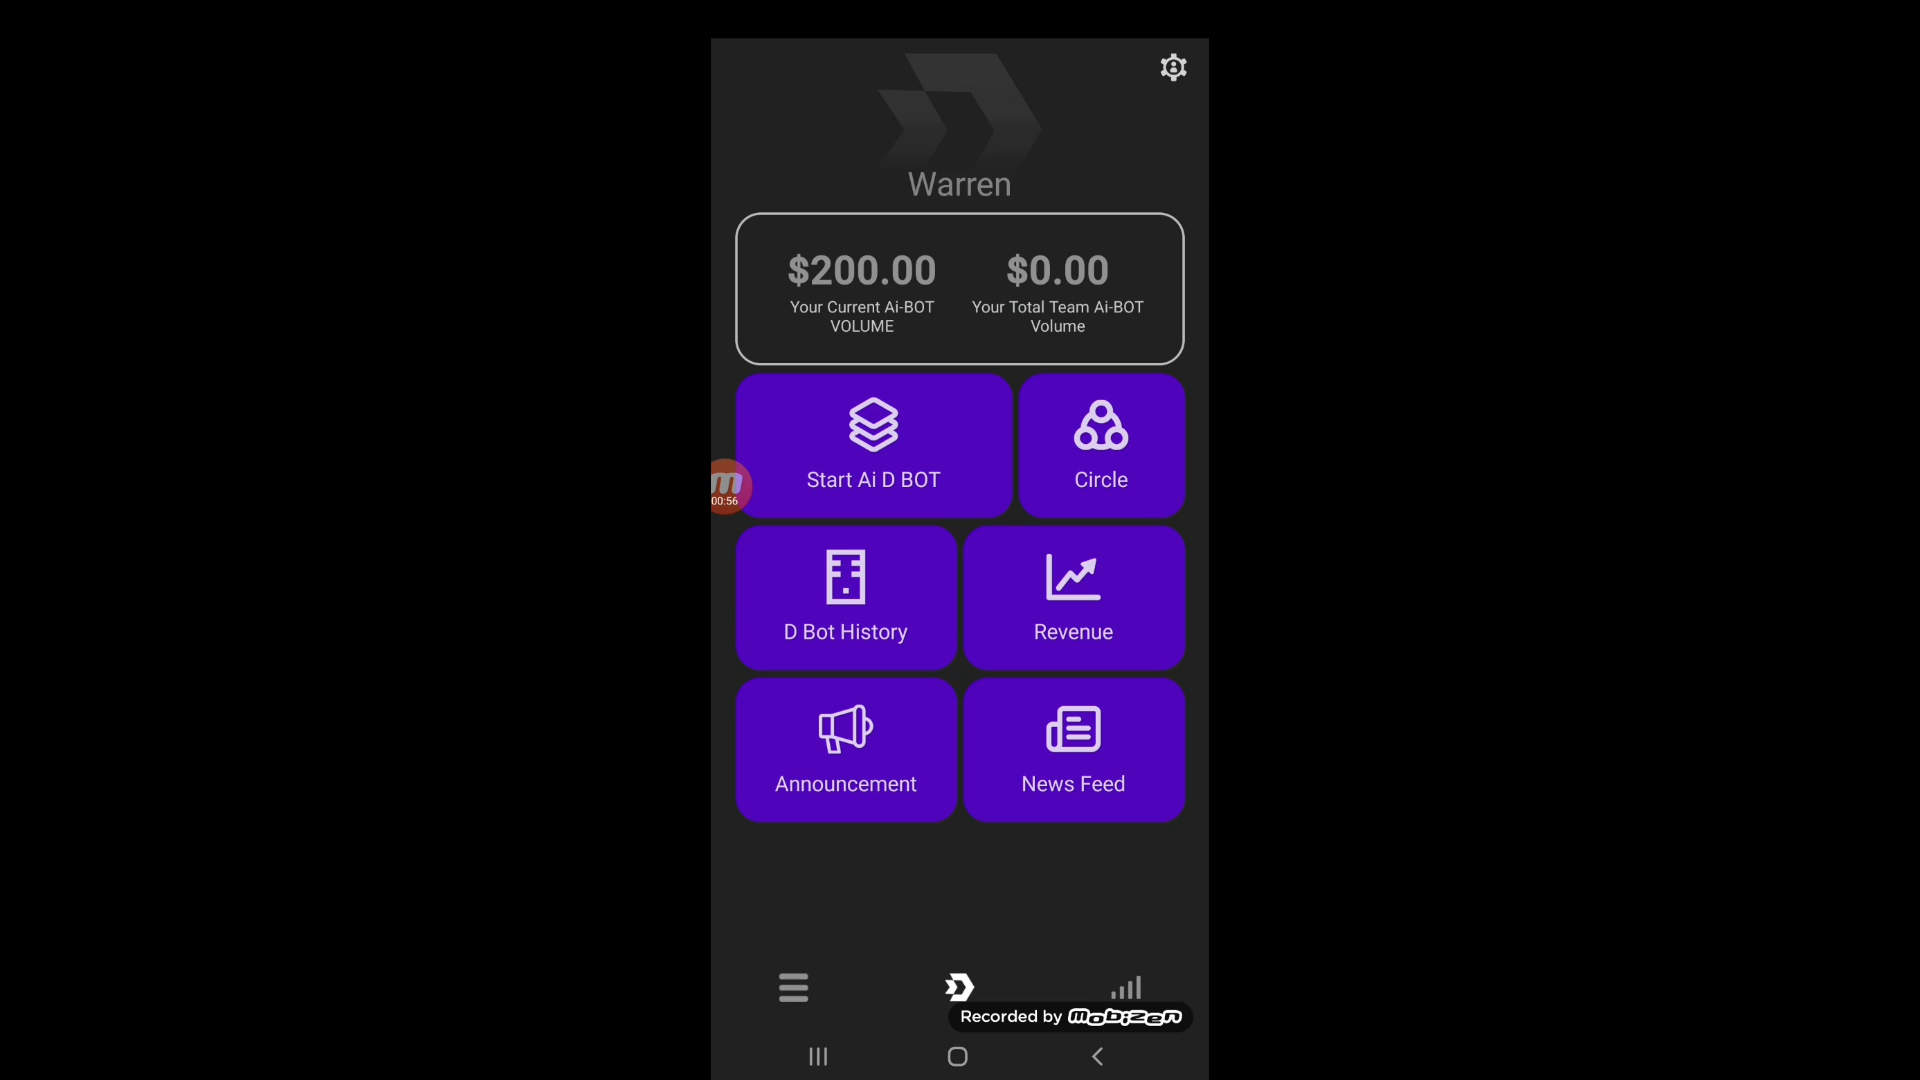 Warren
$200.00 $0.00
Your Current Ai-BOT Your Total Team Ai-BOT
VOLUME Volume
Start Ai D BOT Circle
m
00:56
D Bot History Revenue
Announcement News Feed
Recorded by mobizen